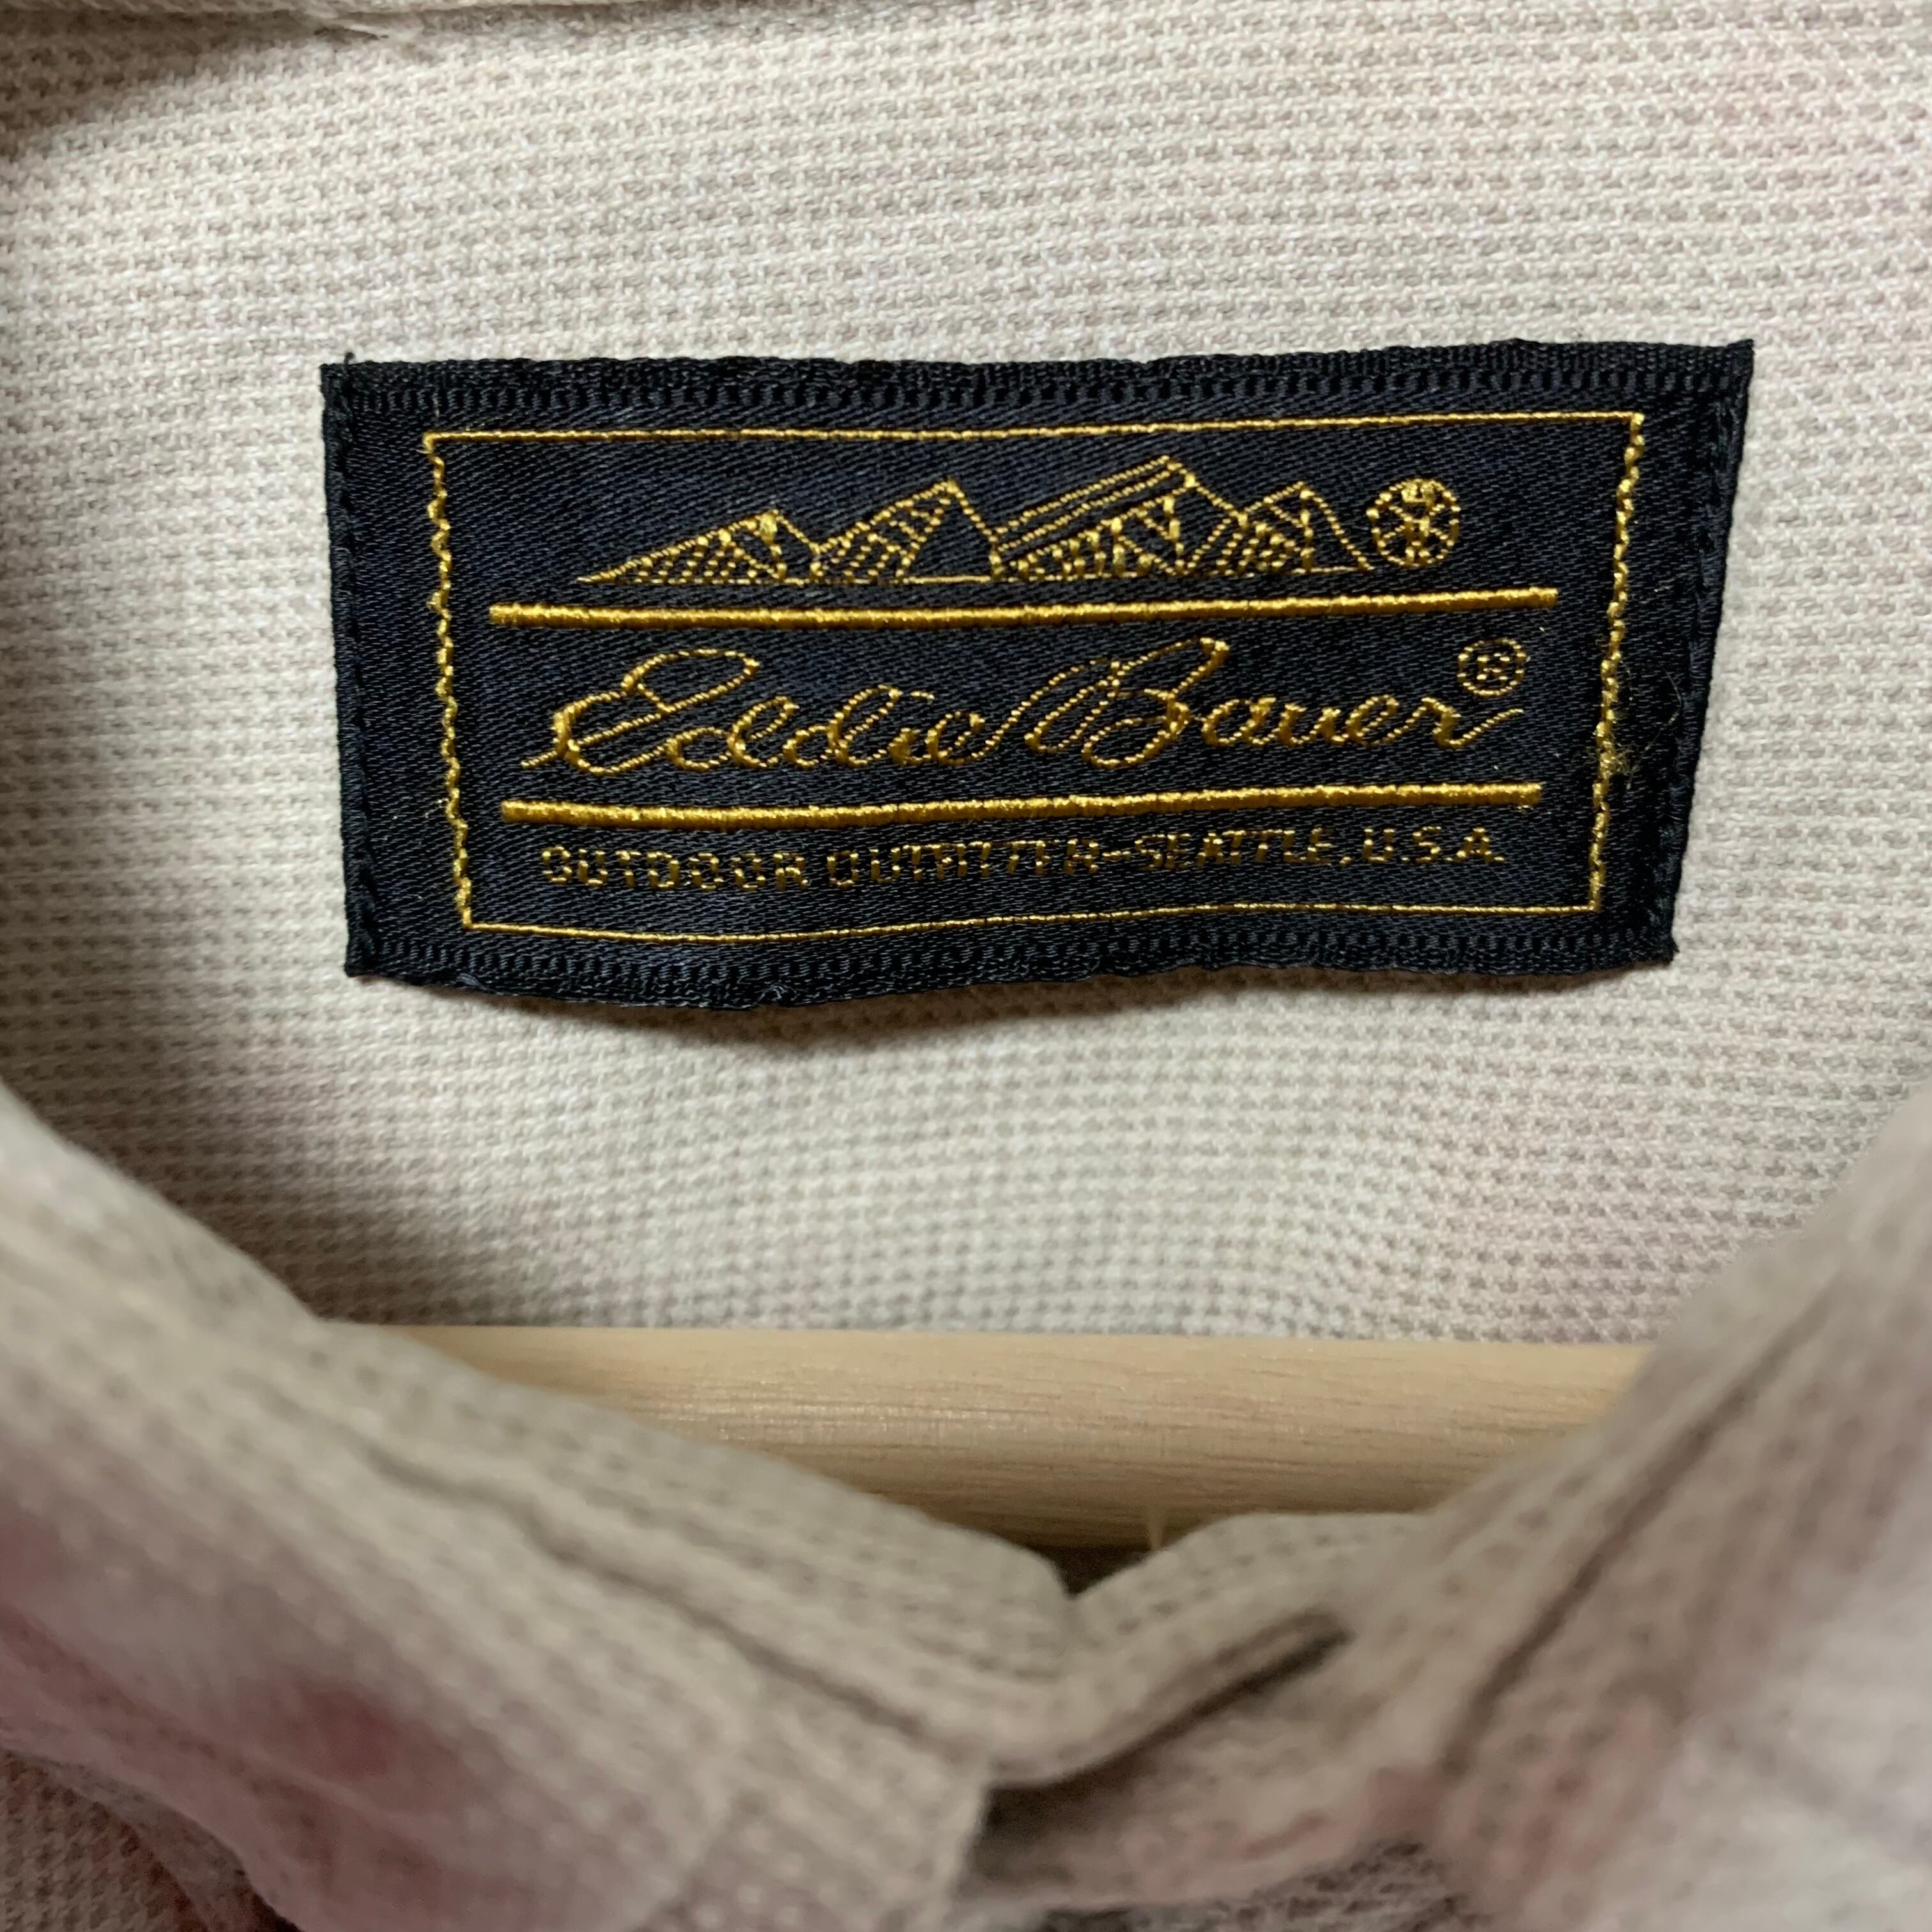 Eddie Bauer®
OUTDOOR OUTFITTER-SEATTLE, U.S.A.